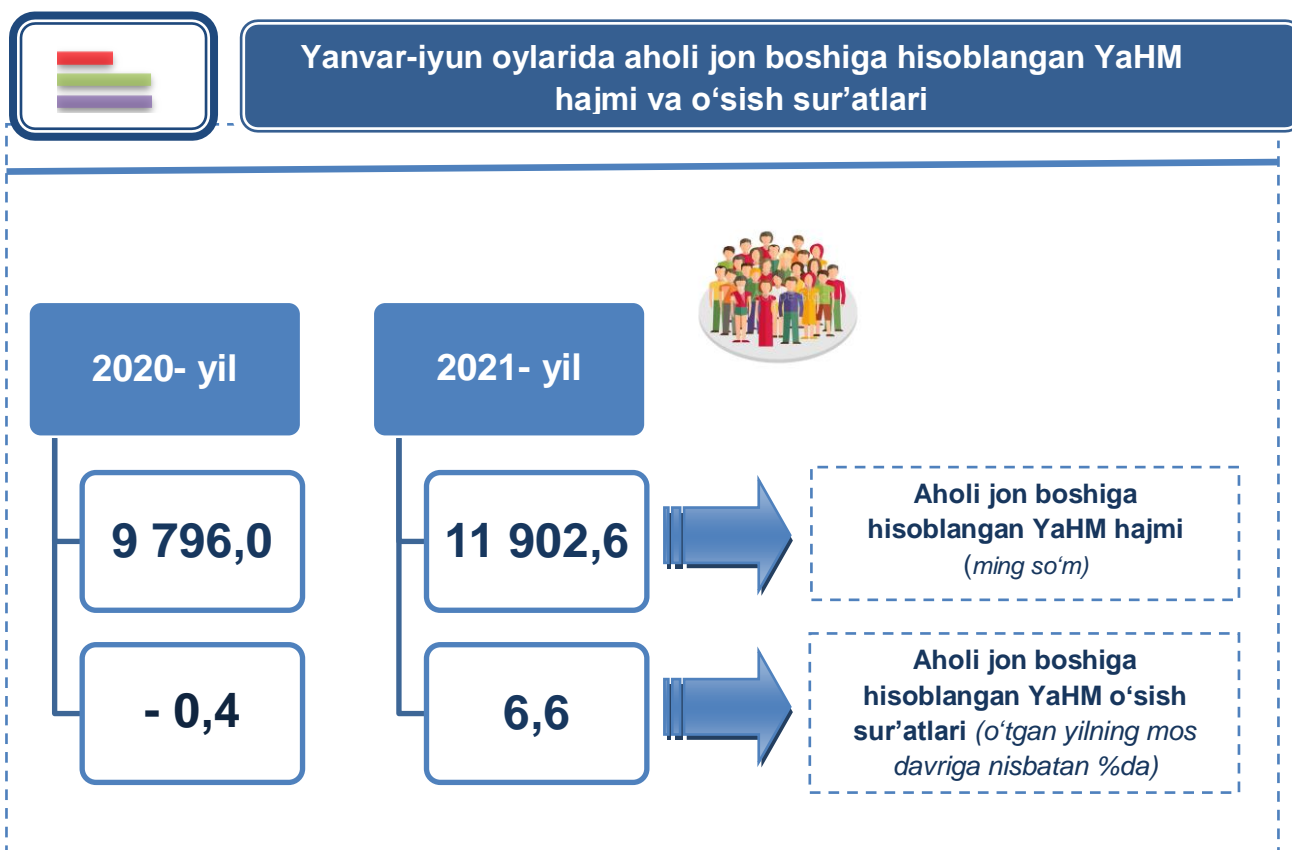 Yanvar-iyun oylarida aholi jon boshiga hisoblangan YaHM
hajmi va o‘sish sur’atlari
2020- yil
2021- yil
9 796,0
11 902,6
Aholi jon boshiga
hisoblangan YaHM hajmi
(ming so‘m)
- 0,4
6,6
Aholi jon boshiga
hisoblangan YaHM o‘sish
sur’atlari (o‘tgan yilning mos
davriga nisbatan %da)